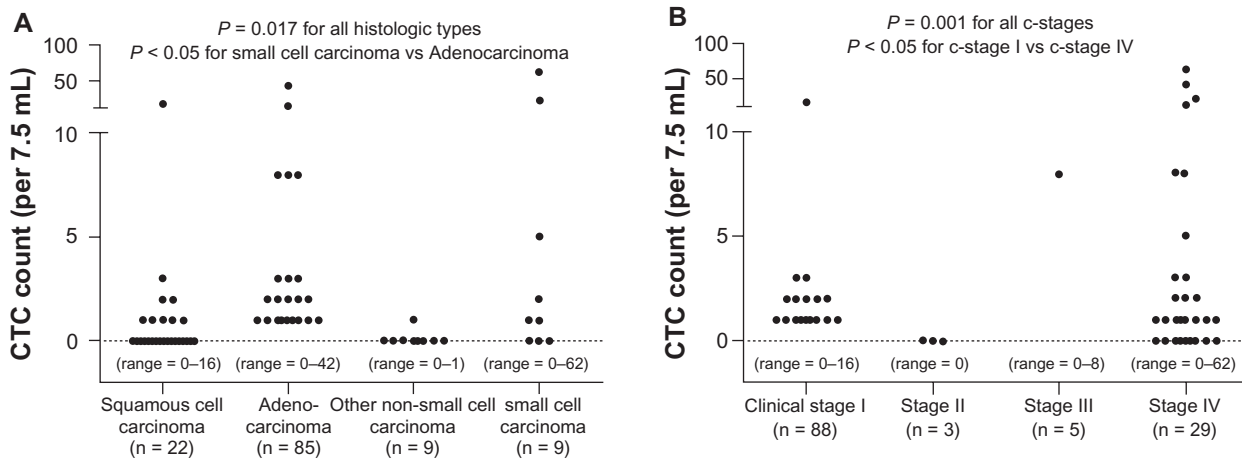 A
P = 0.017 for all histologic types
P < 0.05 for small cell carcinoma vs Adenocarcinoma
CTC count (per 7.5 mL)
100
50
10
5
0
(range = 0–16)
(range = 0–42)
(range = 0–1)
(range = 0–62)
Squamous cell
carcinoma
(n = 22)
Adeno-
carcinoma
(n = 85)
Other non-small cell
carcinoma
(n = 9)
small cell
carcinoma
(n = 9)
B
P = 0.001 for all c-stages
P < 0.05 for c-stage I vs c-stage IV
CTC count (per 7.5 mL)
100
50
10
5
0
(range = 0–16)
(range = 0)
(range = 0–8)
(range = 0–62)
Clinical stage I
(n = 88)
Stage II
(n = 3)
Stage III
(n = 5)
Stage IV
(n = 29)